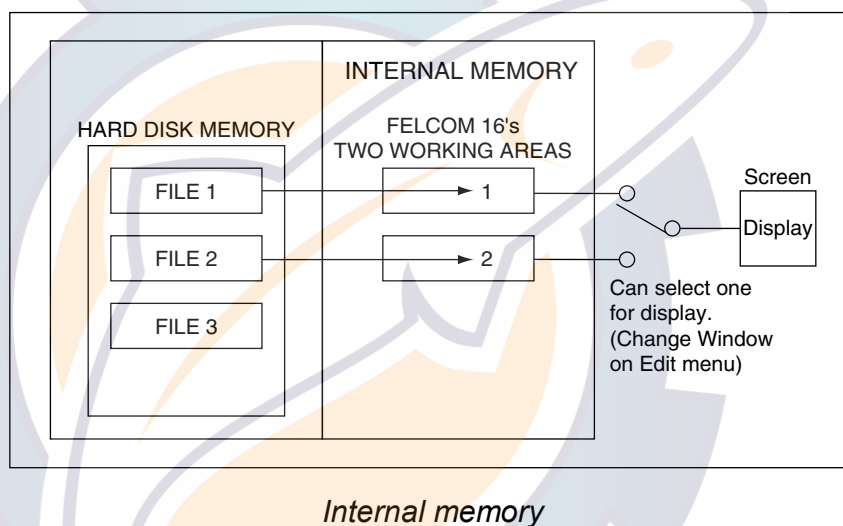 INTERNAL MEMORY
HARD DISK MEMORY
FELCOM 16's
TWO WORKING AREAS
FILE 1
1
FILE 2
2
FILE 3
Screen
Display
Can select one
for display.
(Change Window
on Edit menu)
Internal memory